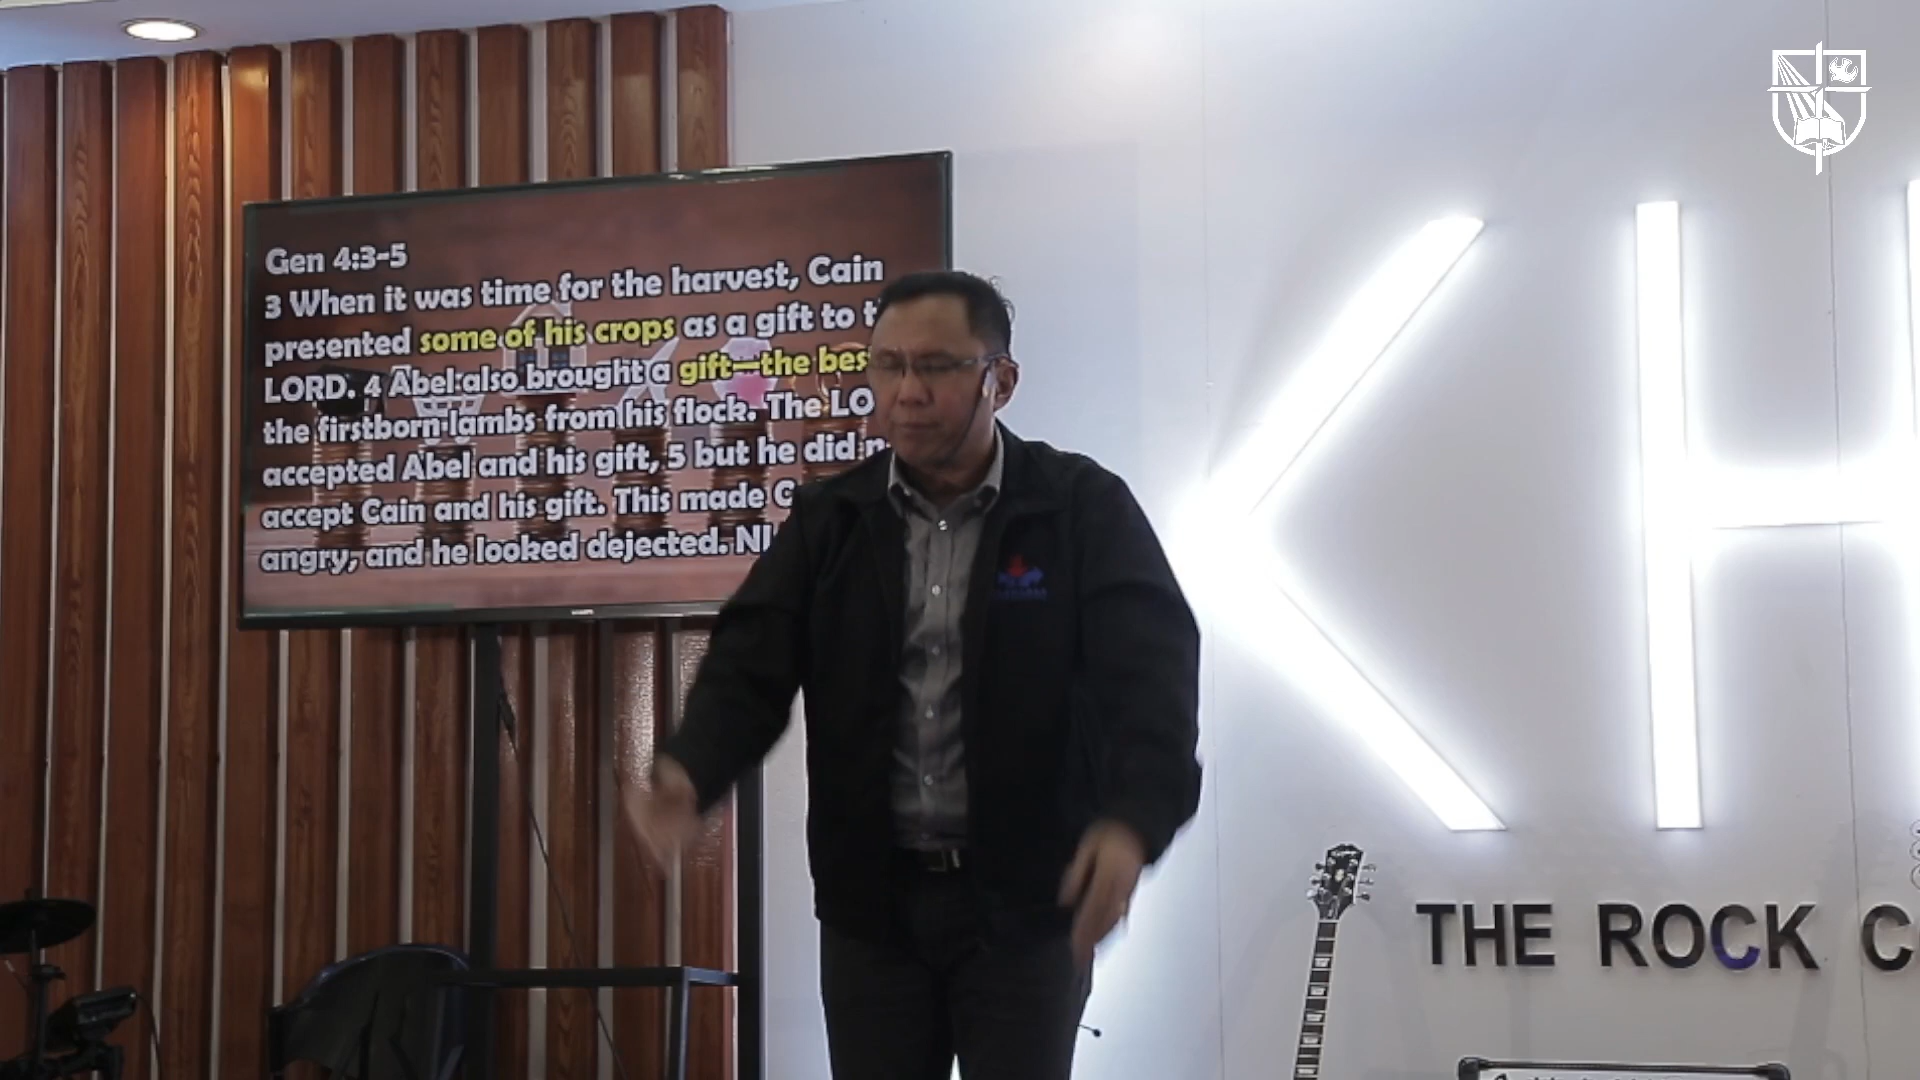 Gen 4:3-5
3 When it was time for the harvest, Cain
presented some of his crops as a gift to
LORD. 4 Abel also brought a gift—the
the firstborn lambs from his flock. The
accepted Abel and his gift, 5 but he did
accept Cain and his gift. This made
angry, and he looked dejected.
KH
THE ROCK C